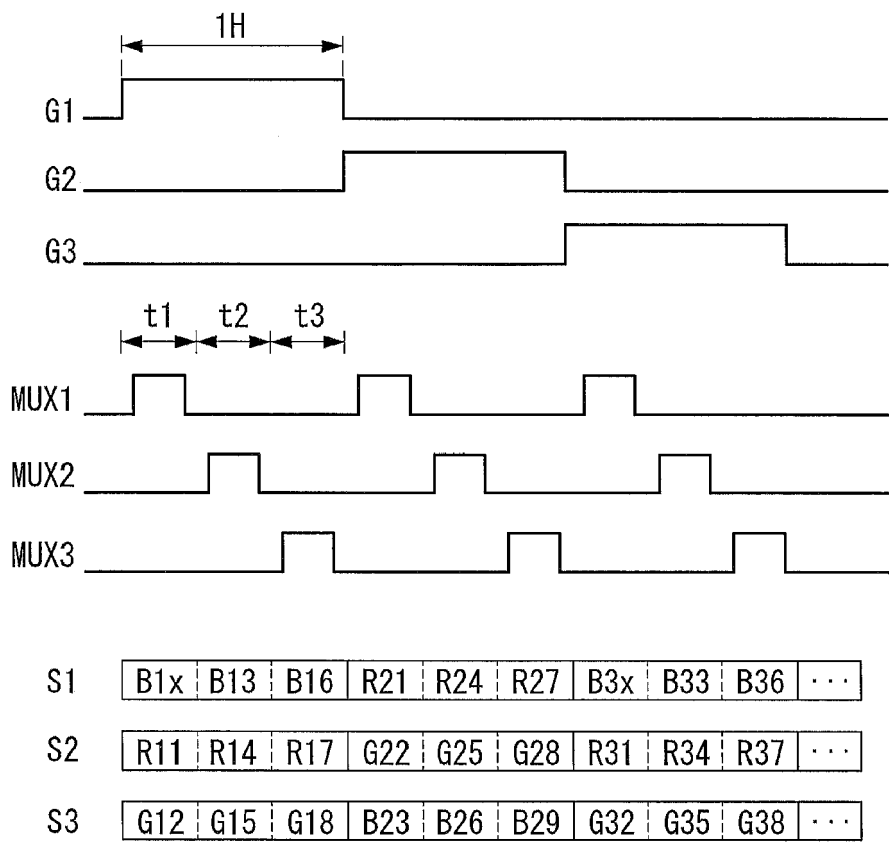 1H
G1
G2
G3
t1 t2 t3
MUX1
MUX2
MUX3
S1 B1x B13 B16 R21 R24 R27 B3x B33 B36 ···
S2 R11 R14 R17 G22 G25 G28 R31 R34 R37 ···
S3 G12 G15 G18 B23 B26 B29 G32 G35 G38 ···